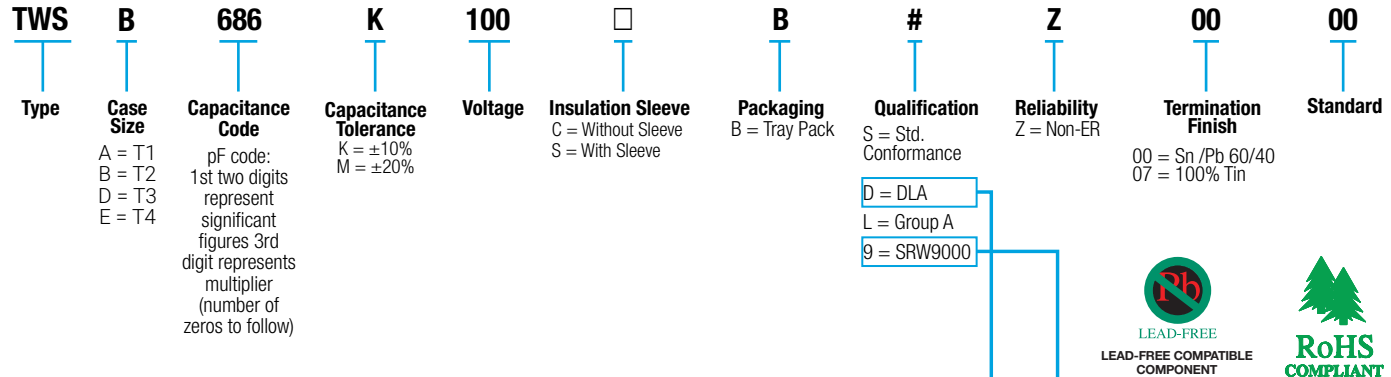 TWS B 686 K 100 □ B # Z 00 00
Type
Case
Size
A = T1
B = T2
D = T3
E = T4
Capacitance
Code
pF code:
1st two digits
represent
significant
figures 3rd
digit represents
multiplier
(number of
zeros to follow)
Capacitance
Tolerance
K = ±10%
M = ±20%
Voltage
Insulation Sleeve
C = Without Sleeve
S = With Sleeve
Packaging
B = Tray Pack
Qualification
S = Std.
Conformance
D = DLA
L = Group A
9 = SRW9000
Reliability
Z = Non-ER
Termination
Finish
00 = Sn /Pb 60/40
07 = 100% Tin
Standard
Pb
LEAD-FREE
LEAD-FREE COMPATIBLE
COMPONENT
RoHS
COMPLIANT